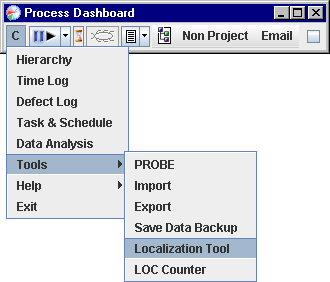 Process Dashboard
C Non Project Email
Hierarchy
Time Log
Defect Log
Task & Schedule
Data Analysis
Tools
Help
Exit
PROBE
Import
Export
Save Data Backup
Localization Tool
LOC Counter